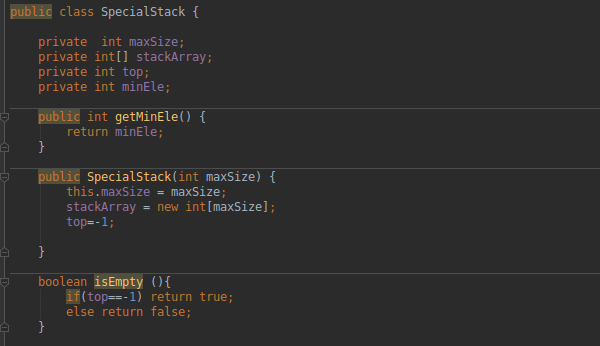 public class SpecialStack {
private  int maxSize;
private int[] stackArray;
private int top;
private int minEle;
public int getMinEle() {
return minEle;
}
public SpecialStack(int maxSize) {
this.maxSize = maxSize;
stackArray = new int[maxSize];
top=-1;
}
boolean isEmpty (){
if(top==-1) return true;
else return false;
}